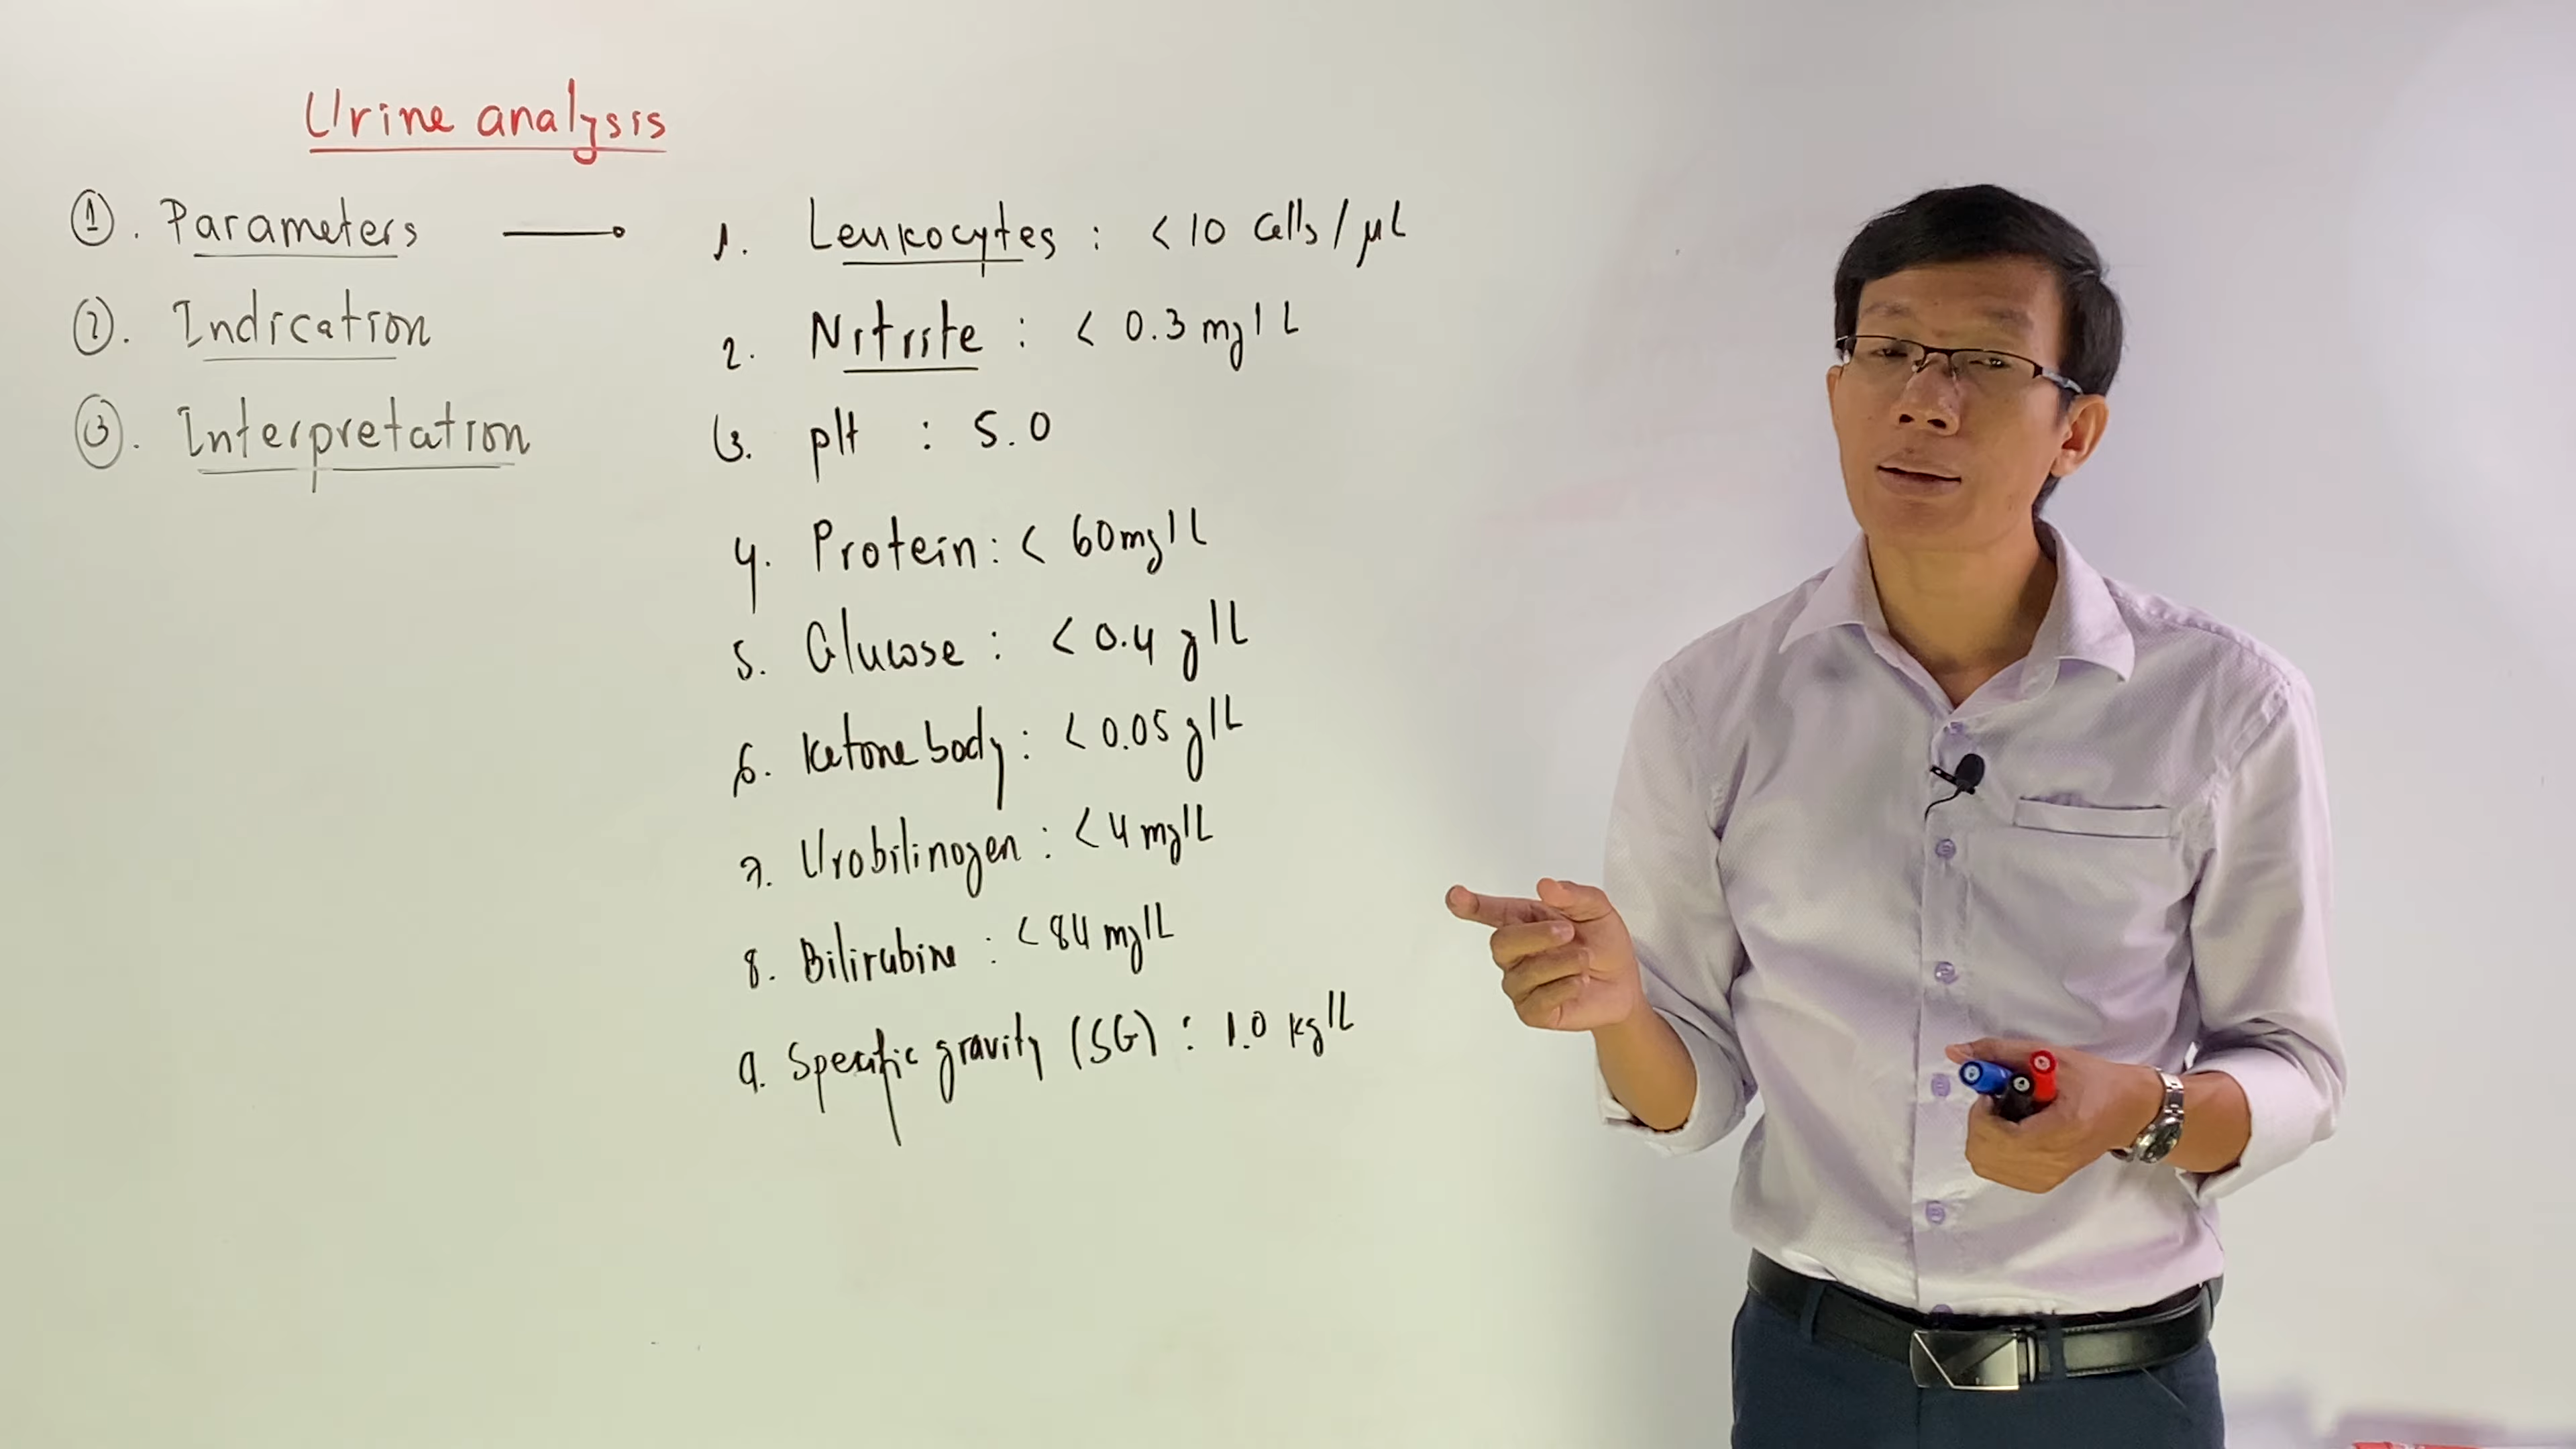 Urine analysis
①. Parameters
②. Indication
③. Interpretation
1. Leukocytes : < 10 cells/μL
2. Nitrite : < 0.3 mg/L
3. pH : 5.0
4. Protein : < 60mg/L
5. Glucose : < 0.4 g/L
6. Ketone body : < 0.05 g/L
7. Urobilinogen : < 4 mg/L
8. Bilirubine : < 84 mg/L
9. Specific gravity (SG) : 1.0 kg/L